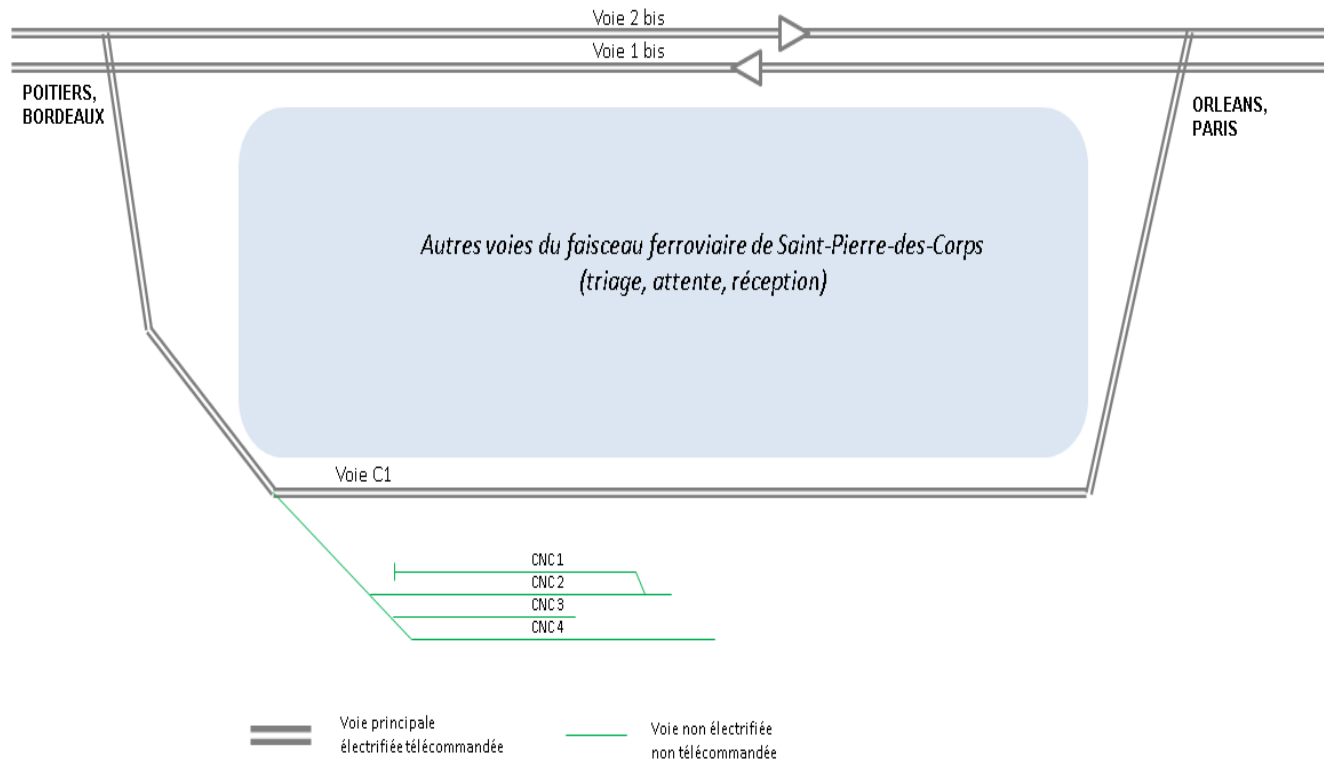 Voie 2 bis
Voie 1 bis
POITIERS,
BORDEAUX
ORLEANS,
PARIS
Autres voies du faisceau ferroviaire de Saint-Pierre-des-Corps
(triage, attente, réception)
Voie C1
CNC 1
CNC 2
CNC 3
CNC 4
Voie principale
électrifiée télécommandée
Voie non électrifiée
non télécommandée